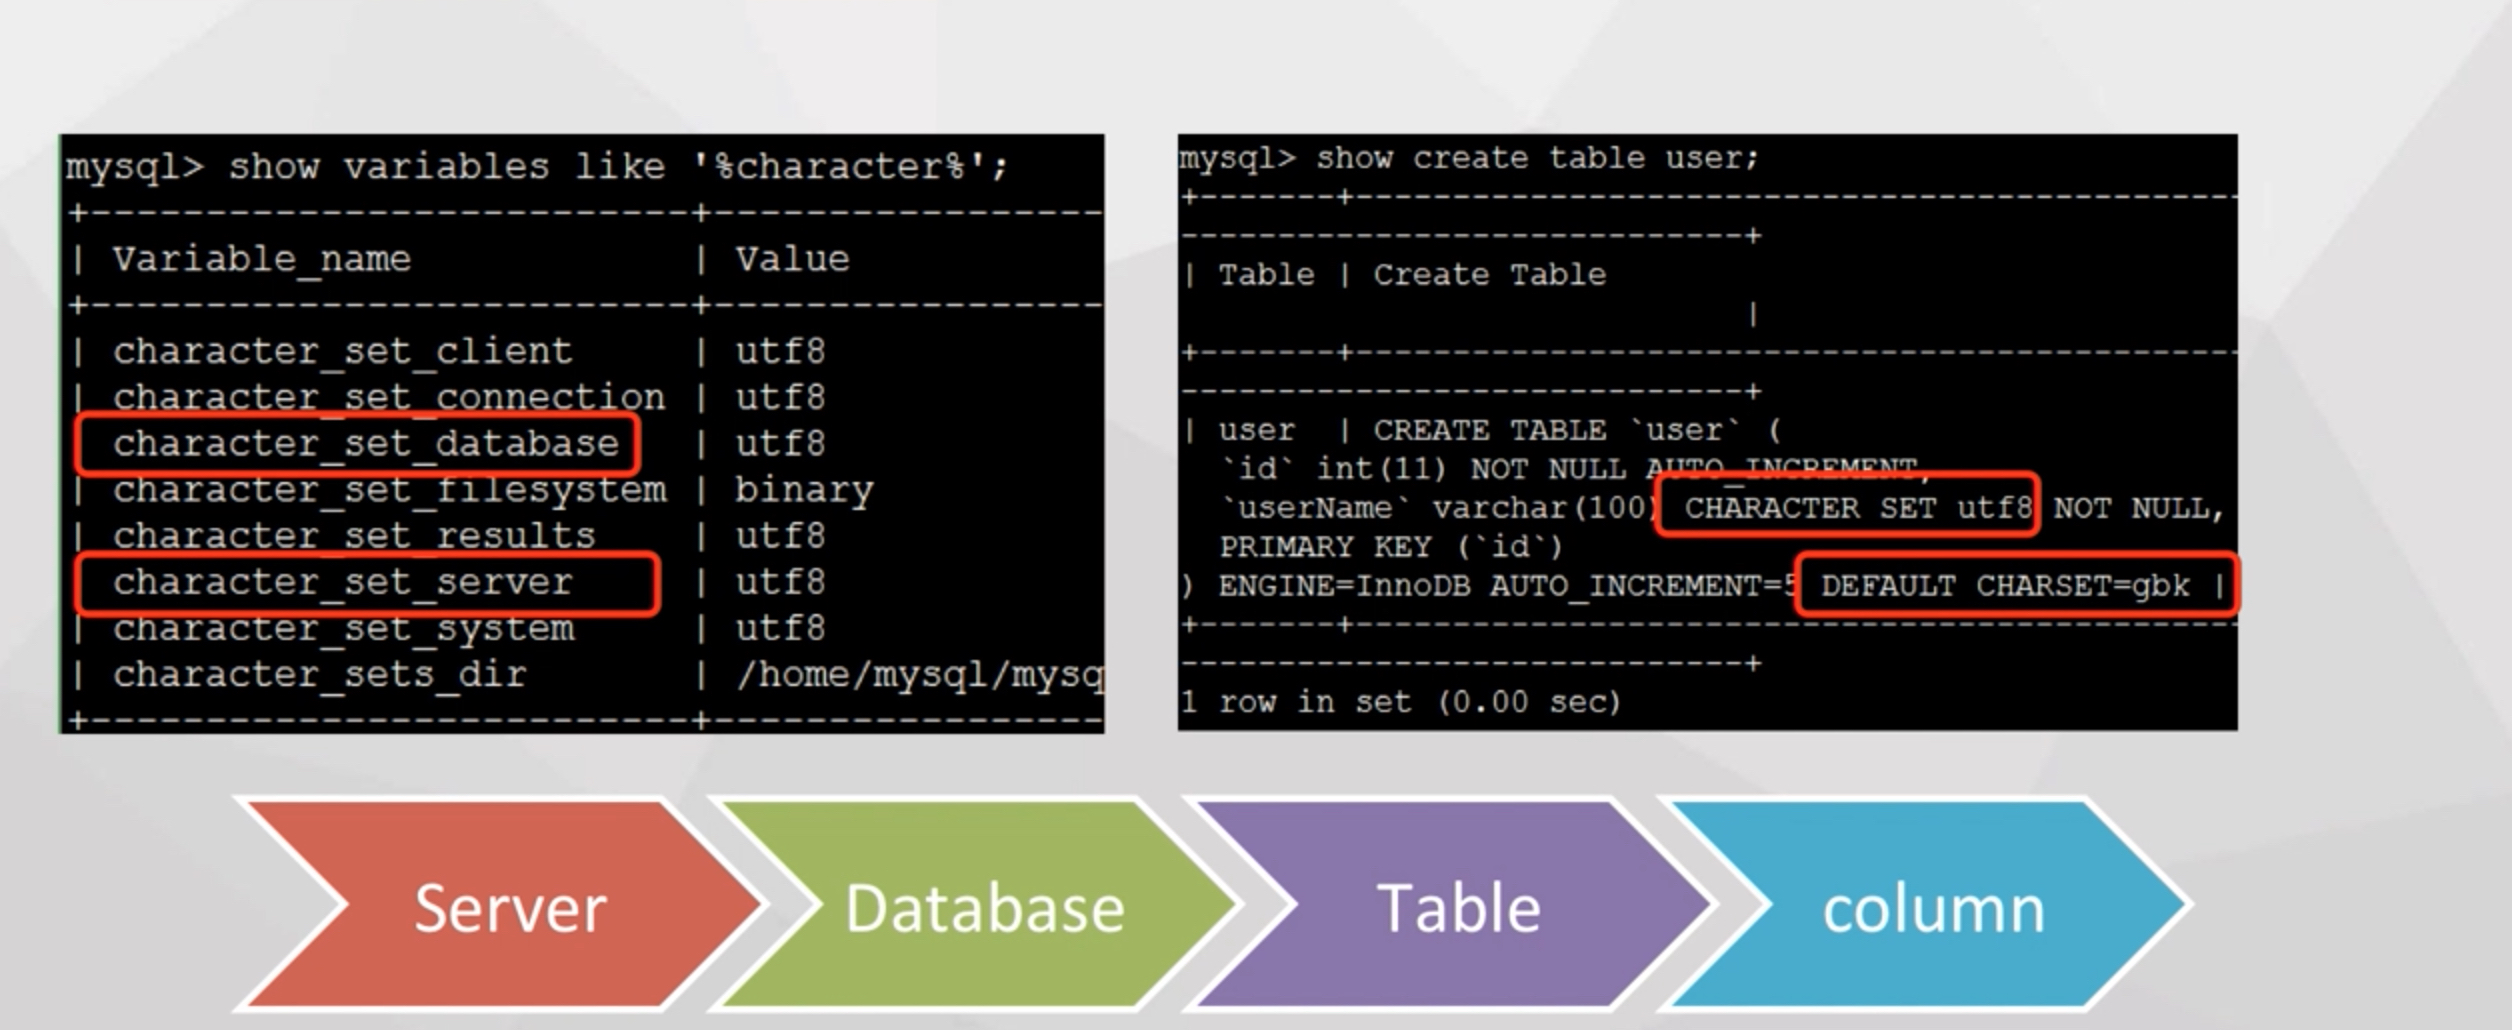 mysql> show variables like '%character%';
+--------------------------+-----------------
| Variable_name            | Value
+--------------------------+-----------------
| character_set_client     | utf8
| character_set_connection | utf8
character_set_database   | utf8
| character_set_filesystem | binary
| character_set_results    | utf8
character_set_server     | utf8
| character_set_system     | utf8
| character_sets_dir       | /home/mysql/mysq
+--------------------------+-----------------
mysql> show create table user;
+-------+----------------------------------------------
-----------------------------+
| Table | Create Table
|
+-------+----------------------------------------------
-----------------------------+
| user  | CREATE TABLE `user` (
`id` int(11) NOT NULL AUTO_INCREMENT,
`userName` varchar(100) CHARACTER SET utf8 NOT NULL,
PRIMARY KEY (`id`)
) ENGINE=InnoDB AUTO_INCREMENT=5 DEFAULT CHARSET=gbk |
+-------+----------------------------------------------
-----------------------------+
1 row in set (0.00 sec)
Server
Database
Table
column